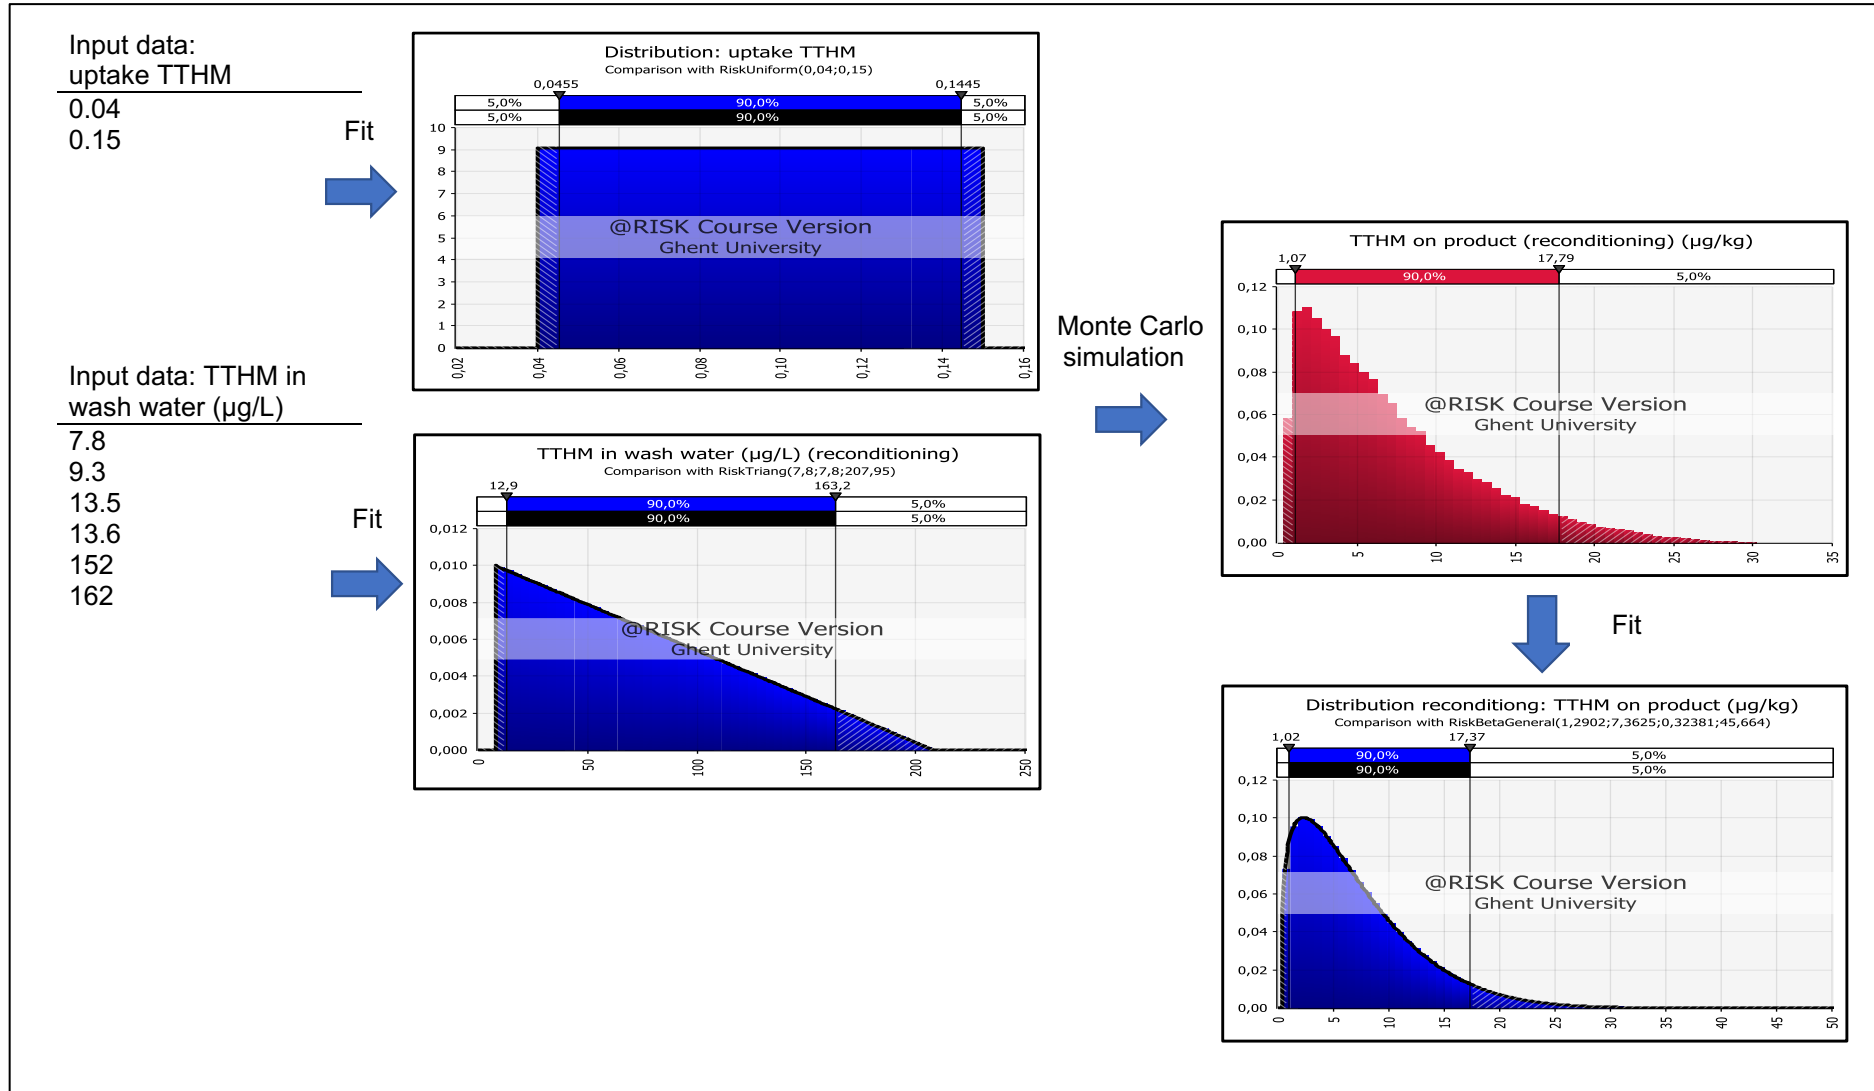 Input data:
uptake TTHM
0.04
0.15
Fit
Distribution: uptake TTHM
Comparison with RiskUniform(0,04;0,15)
0,0455 0,1445
5,0% 90,0% 5,0%
5,0% 90,0% 5,0%
10
9
8
7
6
5
4
3
2
1
0
0,02 0,04 0,06 0,08 0,10 0,12 0,14 0,16
@RISK Course Version
Ghent University
Input data: TTHM in
wash water (µg/L)
7.8
9.3
13.5
13.6
152
162
Fit
TTHM in wash water (µg/L) (reconditioning)
Comparison with RiskTriang(7,8;7,8;207,95)
12,9 163,2
90,0% 5,0%
90,0% 5,0%
0,012
0,010
0,008
0,006
0,004
0,002
0,000
0 50 100 150 200 250
@RISK Course Version
Ghent University
Monte Carlo
simulation
TTHM on product (reconditioning) (µg/kg)
1,07 17,79
90,0% 5,0%
0,12
0,10
0,08
0,06
0,04
0,02
0,00
0 5 10 15 20 25 30 35
@RISK Course Version
Ghent University
Fit
Distribution reconditiong: TTHM on product (µg/kg)
Comparison with RiskBetaGeneral(1,2902;7,3625;0,32381;45,664)
1,02 17,37
90,0% 5,0%
90,0% 5,0%
0,12
0,10
0,08
0,06
0,04
0,02
0,00
0 5 10 15 20 25 30 35 40 45 50
@RISK Course Version
Ghent University